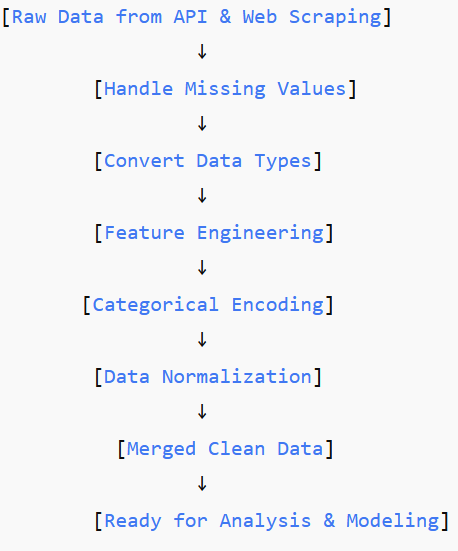 [Raw Data from API & Web Scraping]
↓
[Handle Missing Values]
↓
[Convert Data Types]
↓
[Feature Engineering]
↓
[Categorical Encoding]
↓
[Data Normalization]
↓
[Merged Clean Data]
↓
[Ready for Analysis & Modeling]